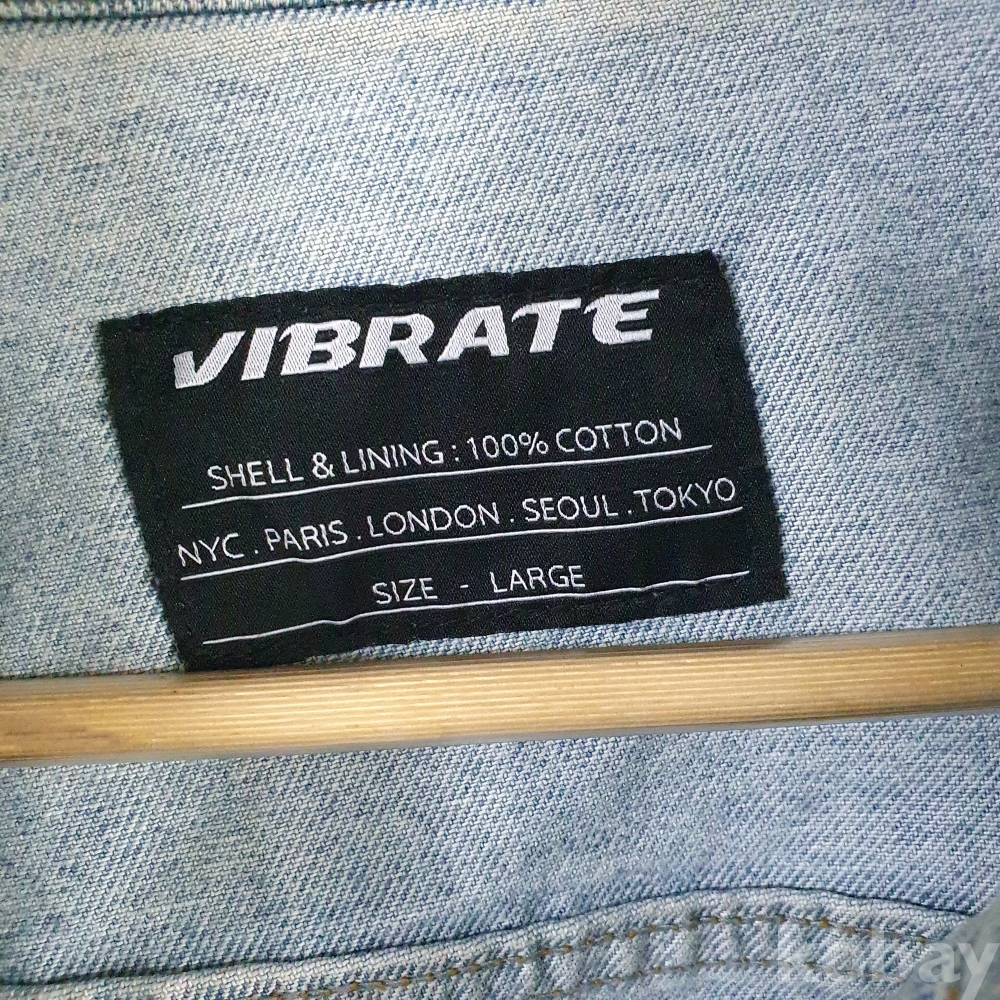 VIBRATE
SHELL & LINING : 100% COTTON
NYC . PARIS . LONDON . SEOUL . TOKYO
SIZE - LARGE